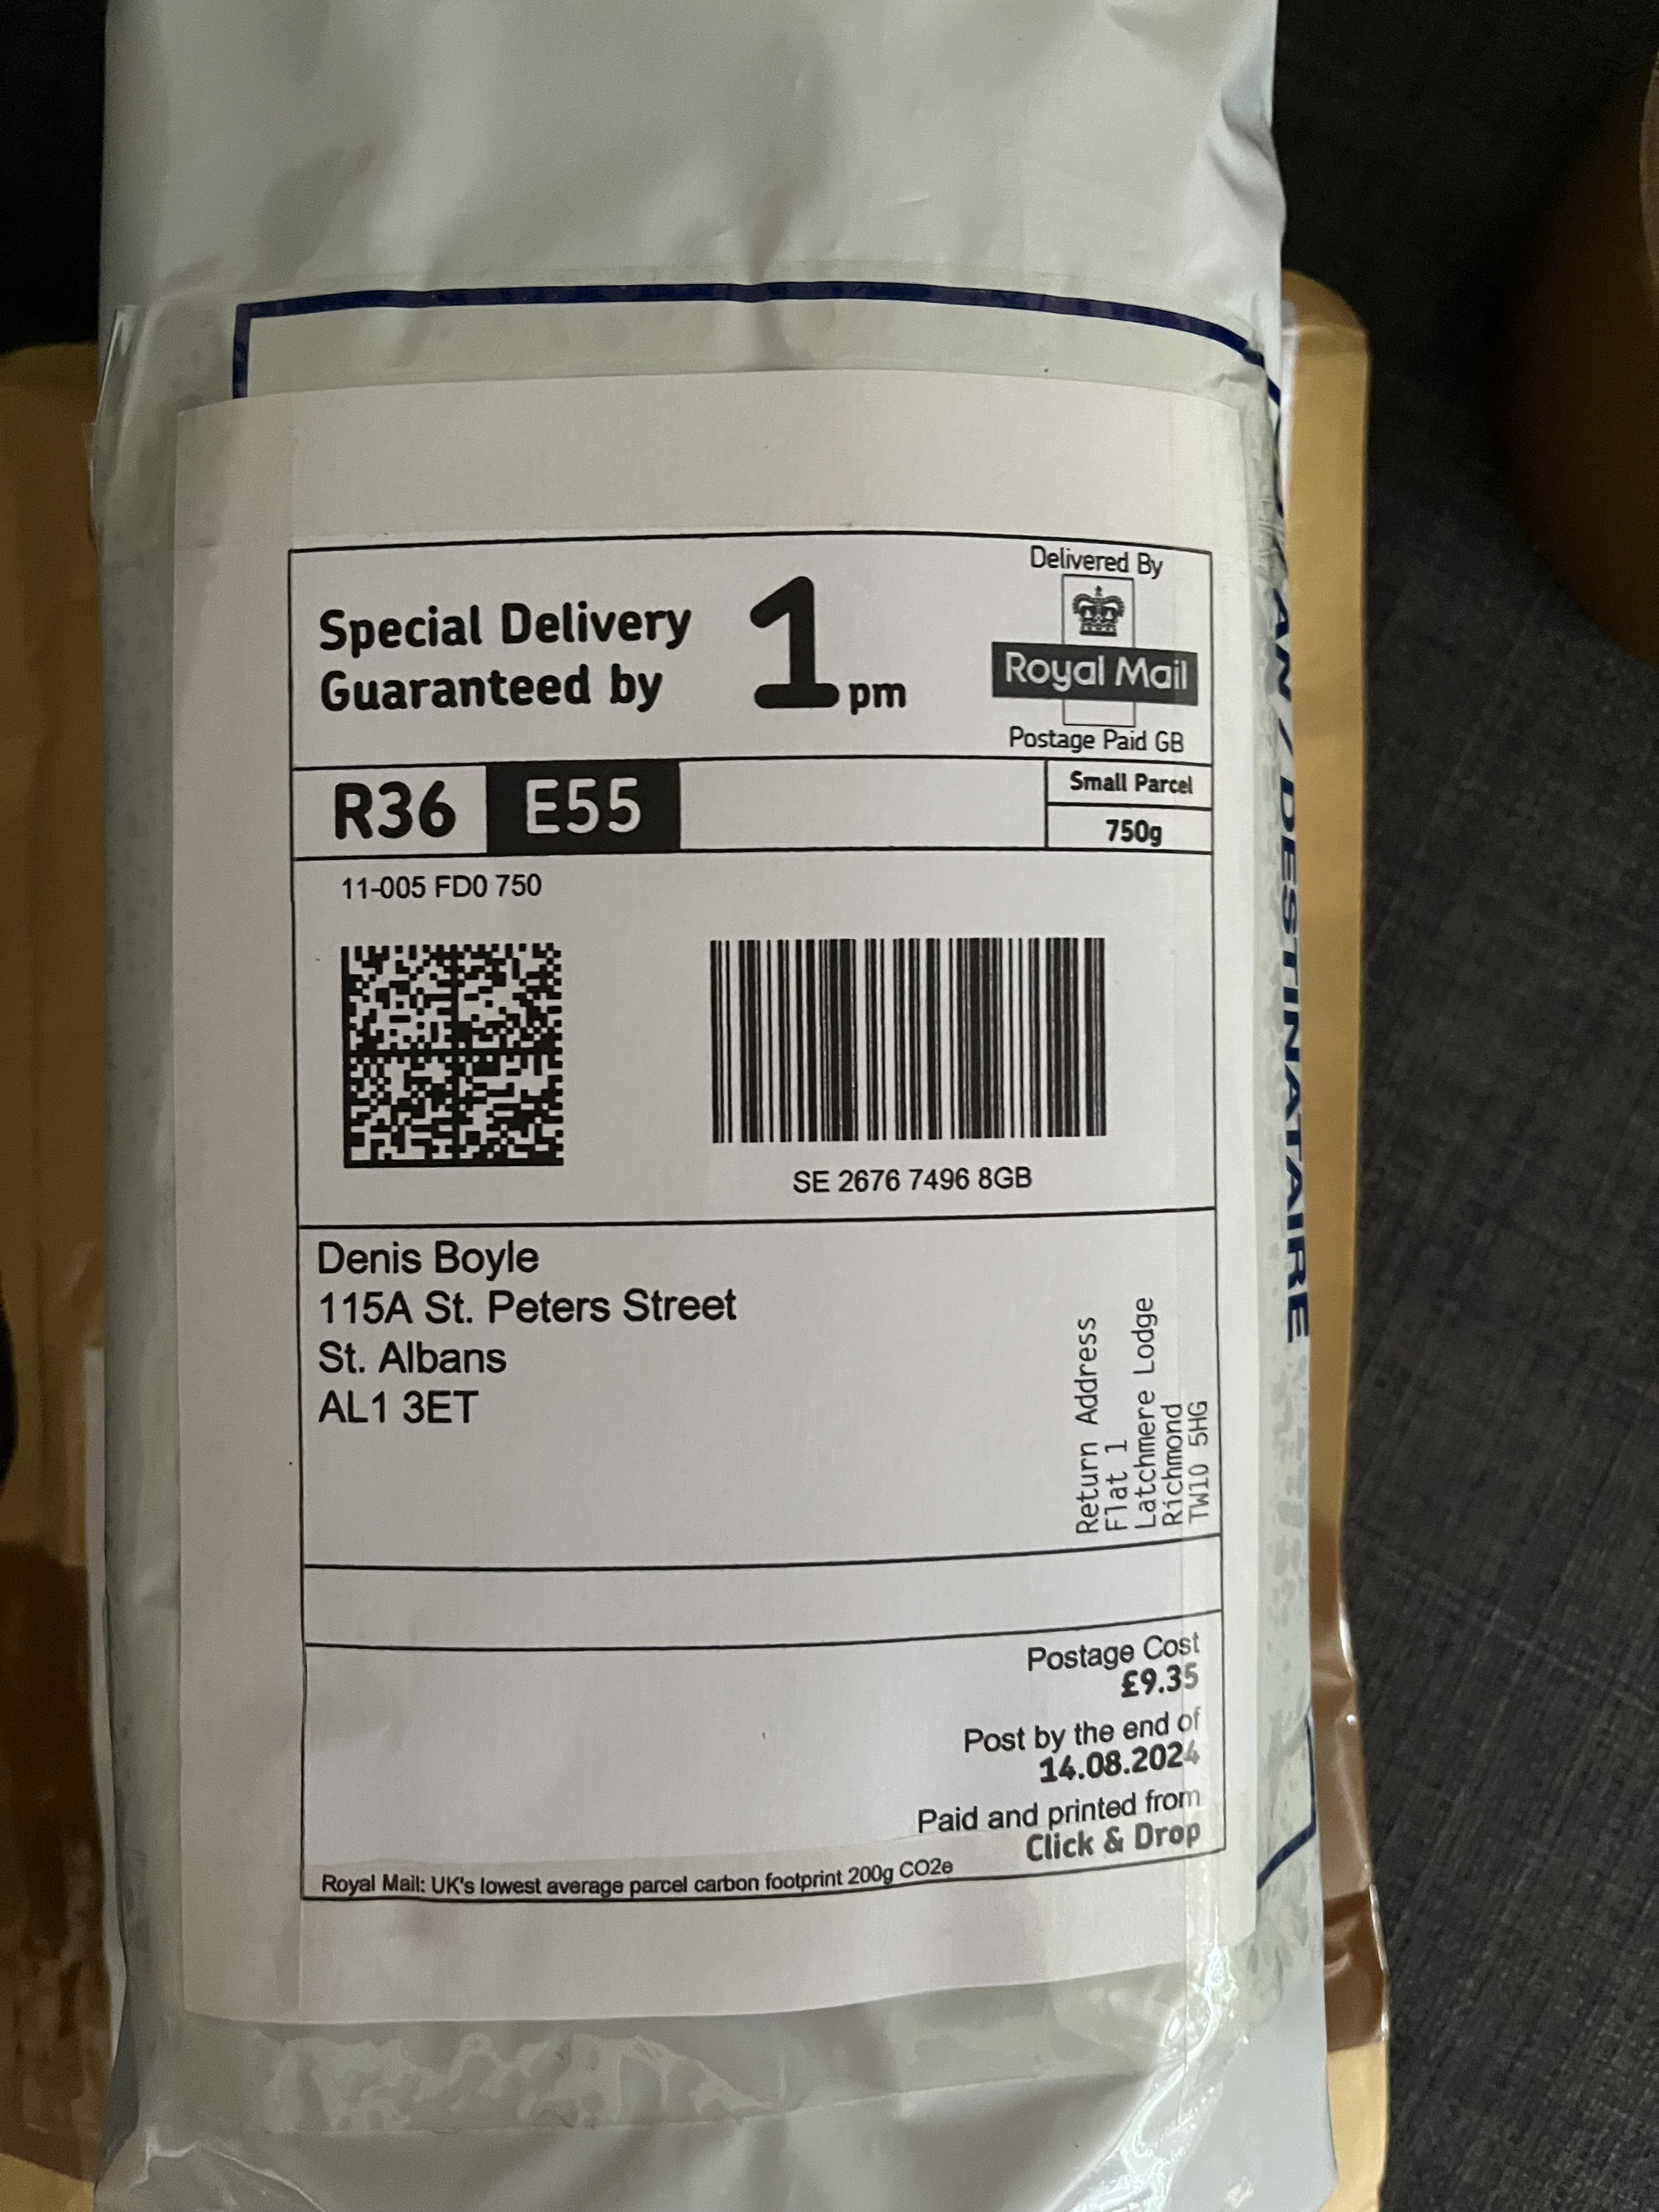 Special Delivery
Guaranteed by
1pm
Delivered By
Royal Mail
Postage Paid GB
R36 E55
Small Parcel
750g
11-005 FD0 750
SE 2676 7496 8GB
Denis Boyle
115A St. Peters Street
St. Albans
AL1 3ET
Return Address
Flat 1
Latchmere Lodge
Richmond
TW10 5HG
Postage Cost
£9.35
Post by the end of
14.08.2024
Paid and printed from
Click & Drop
Royal Mail: UK's lowest average parcel carbon footprint 200g CO2e
/ DESTINATAIRE